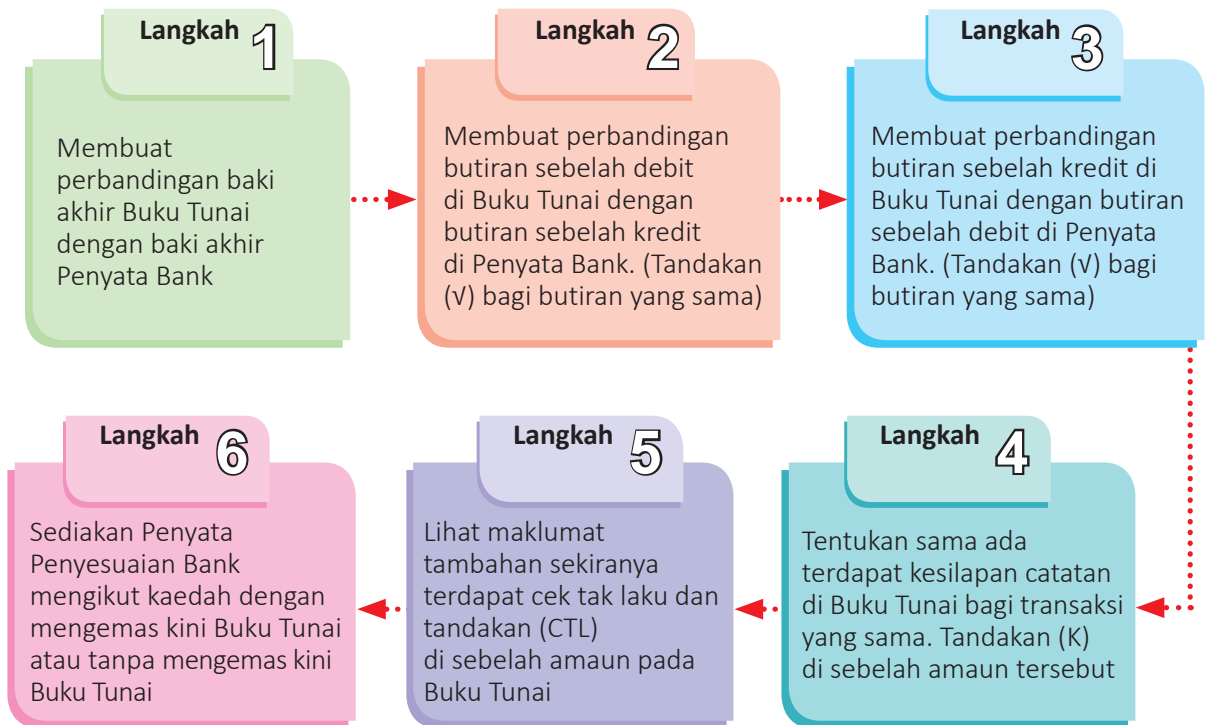 Langkah 1
Membuat
perbandingan baki
akhir Buku Tunai
dengan baki akhir
Penyata Bank
Langkah 2
Membuat perbandingan
butiran sebelah debit
di Buku Tunai dengan
butiran sebelah kredit
di Penyata Bank. (Tandakan
(√) bagi butiran yang sama)
Langkah 3
Membuat perbandingan
butiran sebelah kredit di
Buku Tunai dengan butiran
sebelah debit di Penyata
Bank. (Tandakan (√) bagi
butiran yang sama)
Langkah 4
Tentukan sama ada
terdapat kesilapan catatan
di Buku Tunai bagi transaksi
yang sama. Tandakan (K)
di sebelah amaun tersebut
Langkah 5
Lihat maklumat
tambahan sekiranya
terdapat cek tak laku dan
tandakan (CTL)
di sebelah amaun pada
Buku Tunai
Langkah 6
Sediakan Penyata
Penyesuaian Bank
mengikut kaedah dengan
mengemas kini Buku Tunai
atau tanpa mengemas kini
Buku Tunai